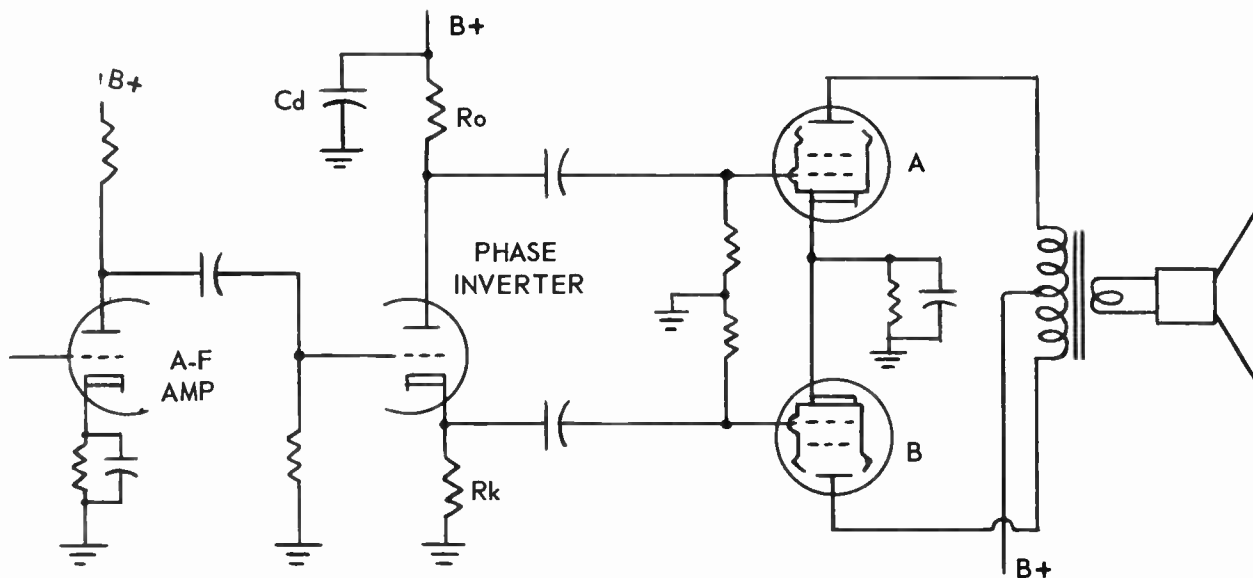 B+
B+
Cd
Ro
A
PHASE
INVERTER
A-F
AMP
B
Rk
B+